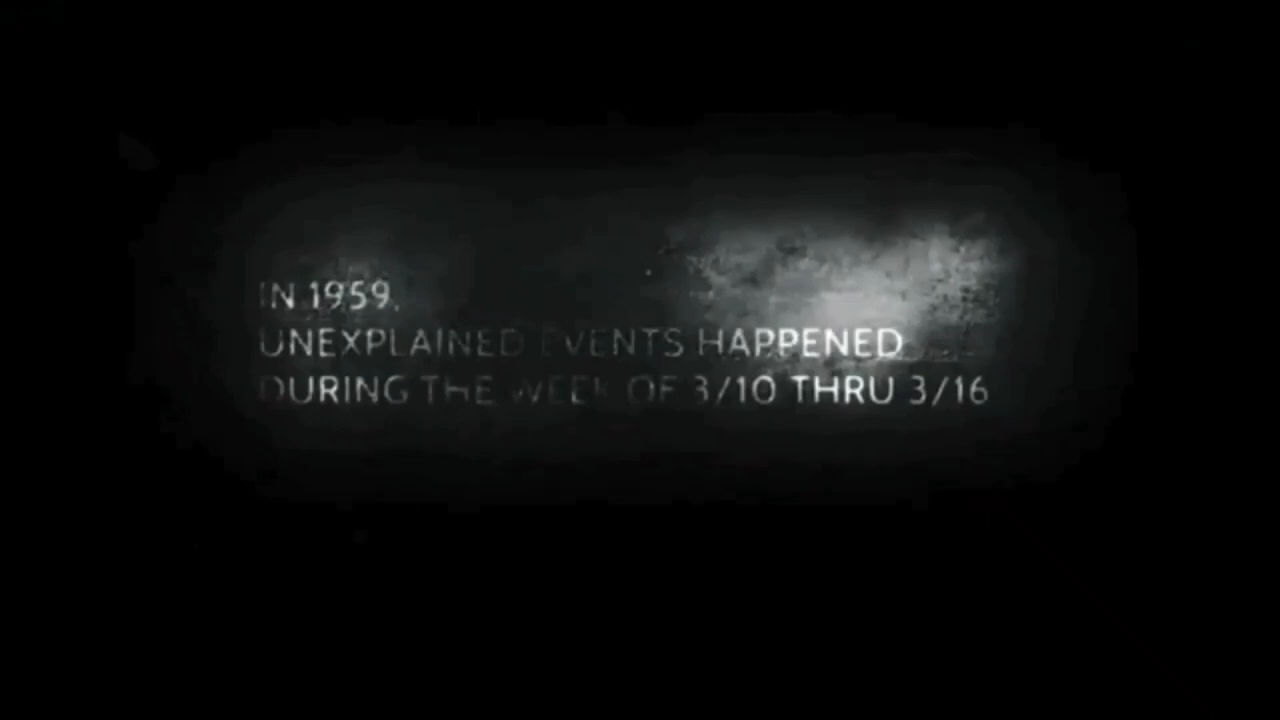 IN 1959,
UNEXPLAINED EVENTS HAPPENED
DURING THE WEEK OF 3/10 THRU 3/16